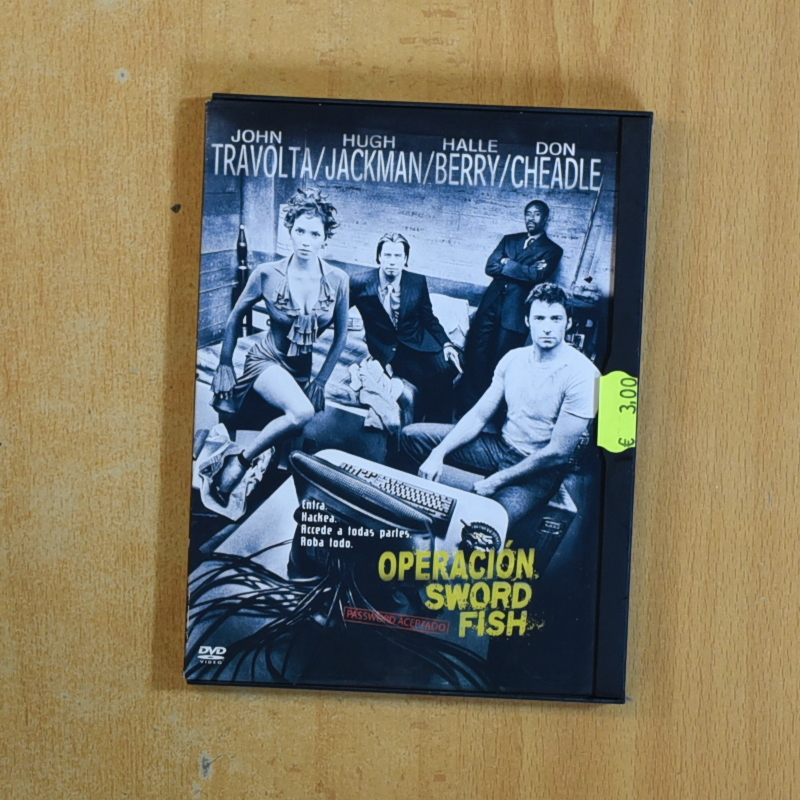 JOHN HUGH HALLE DON
TRAVOLTA/JACKMAN/BERRY/CHEADLE
€ 3,00
Entra.
Hackea.
Accede a todas partes.
Roba todo.
OPERACIÓN
SWORD
FISH
PASSWORD ACEPTADO
DVD
VIDEO